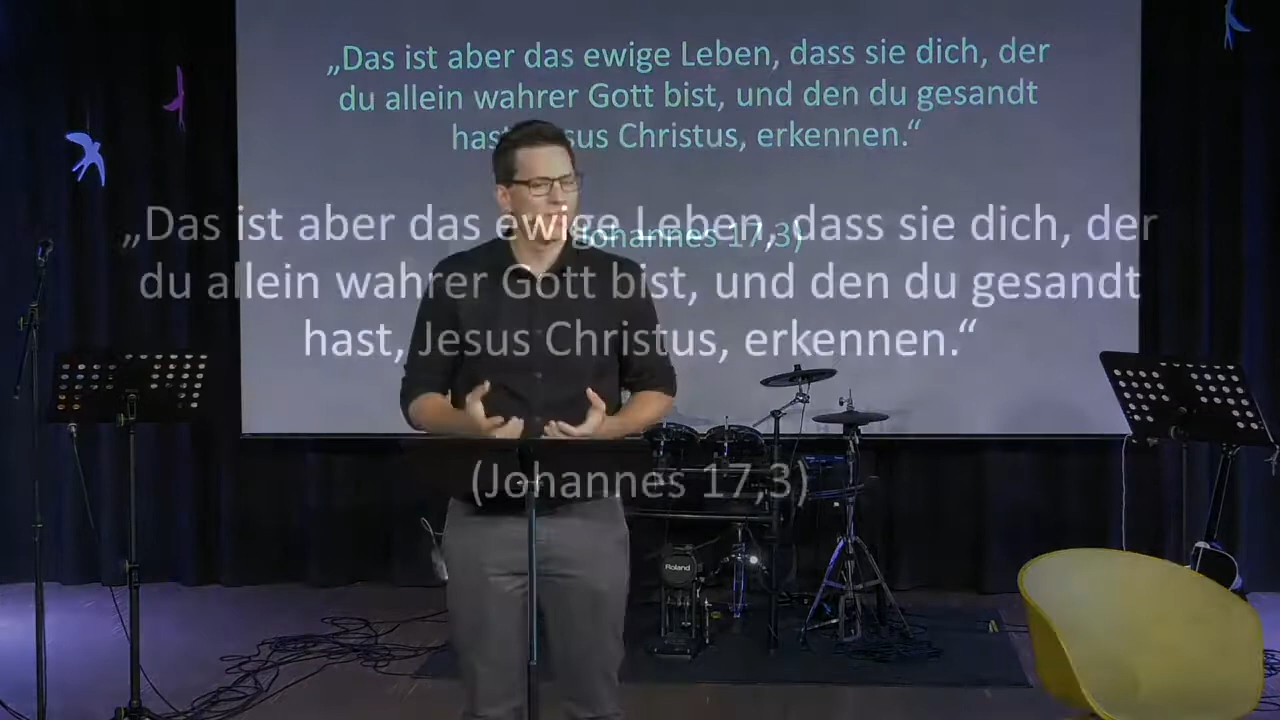 „Das ist aber das ewige Leben, dass sie dich, der
du allein wahrer Gott bist, und den du gesandt
hast, Jesus Christus, erkennen.“
(Johannes 17,3)
„Das ist aber das ewige Leben, dass sie dich, der
du allein wahrer Gott bist, und den du gesandt
hast, Jesus Christus, erkennen.“
(Johannes 17,3)
Roland